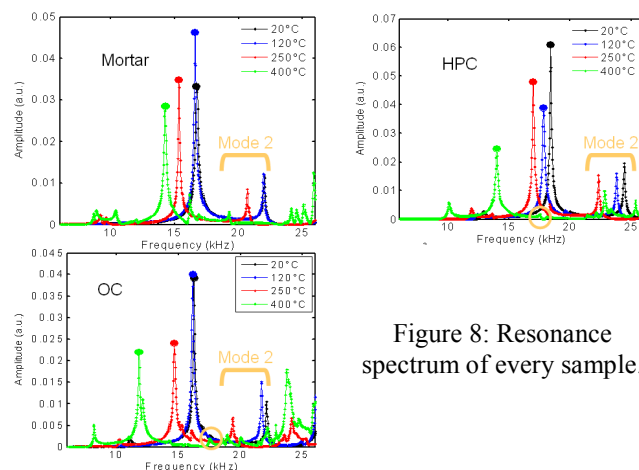 0.05
0.04
0.03
0.02
0.01
0
Amplitude (a.u.)
Mortar
20°C
120°C
250°C
400°C
Mode 2
10 15 20 25
Frequency (kHz)
0.07
0.06
0.05
0.04
0.03
0.02
0.01
0
Amplitude (a.u.)
HPC
20°C
120°C
250°C
400°C
Mode 2
10 15 20 25
Frequency (kHz)
0.045
0.04
0.035
0.03
0.025
0.02
0.015
0.01
0.005
0
Amplitude (a.u.)
OC
20°C
120°C
250°C
400°C
Mode 2
10 15 20 25
Frequency (kHz)
Figure 8: Resonance
spectrum of every sample.